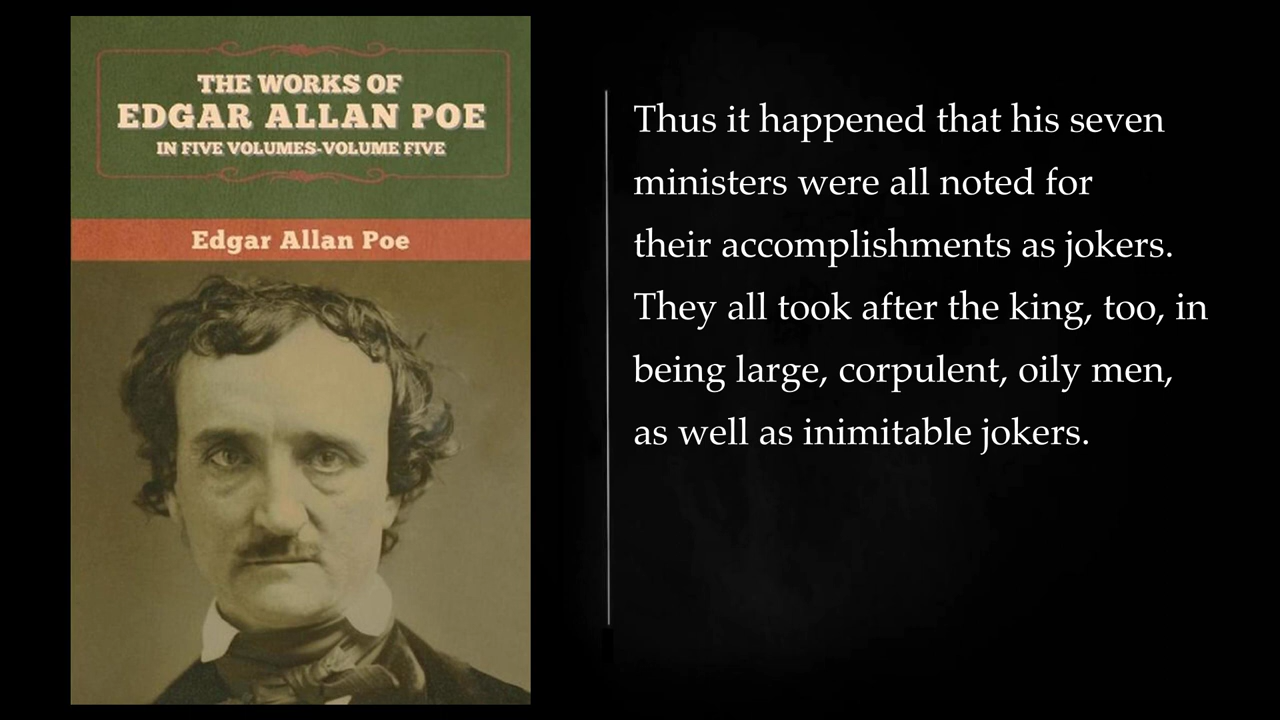 THE WORKS OF
EDGAR ALLAN POE
IN FIVE VOLUMES-VOLUME FIVE
Edgar Allan Poe
Thus it happened that his seven
ministers were all noted for
their accomplishments as jokers.
They all took after the king, too, in
being large, corpulent, oily men,
as well as inimitable jokers.